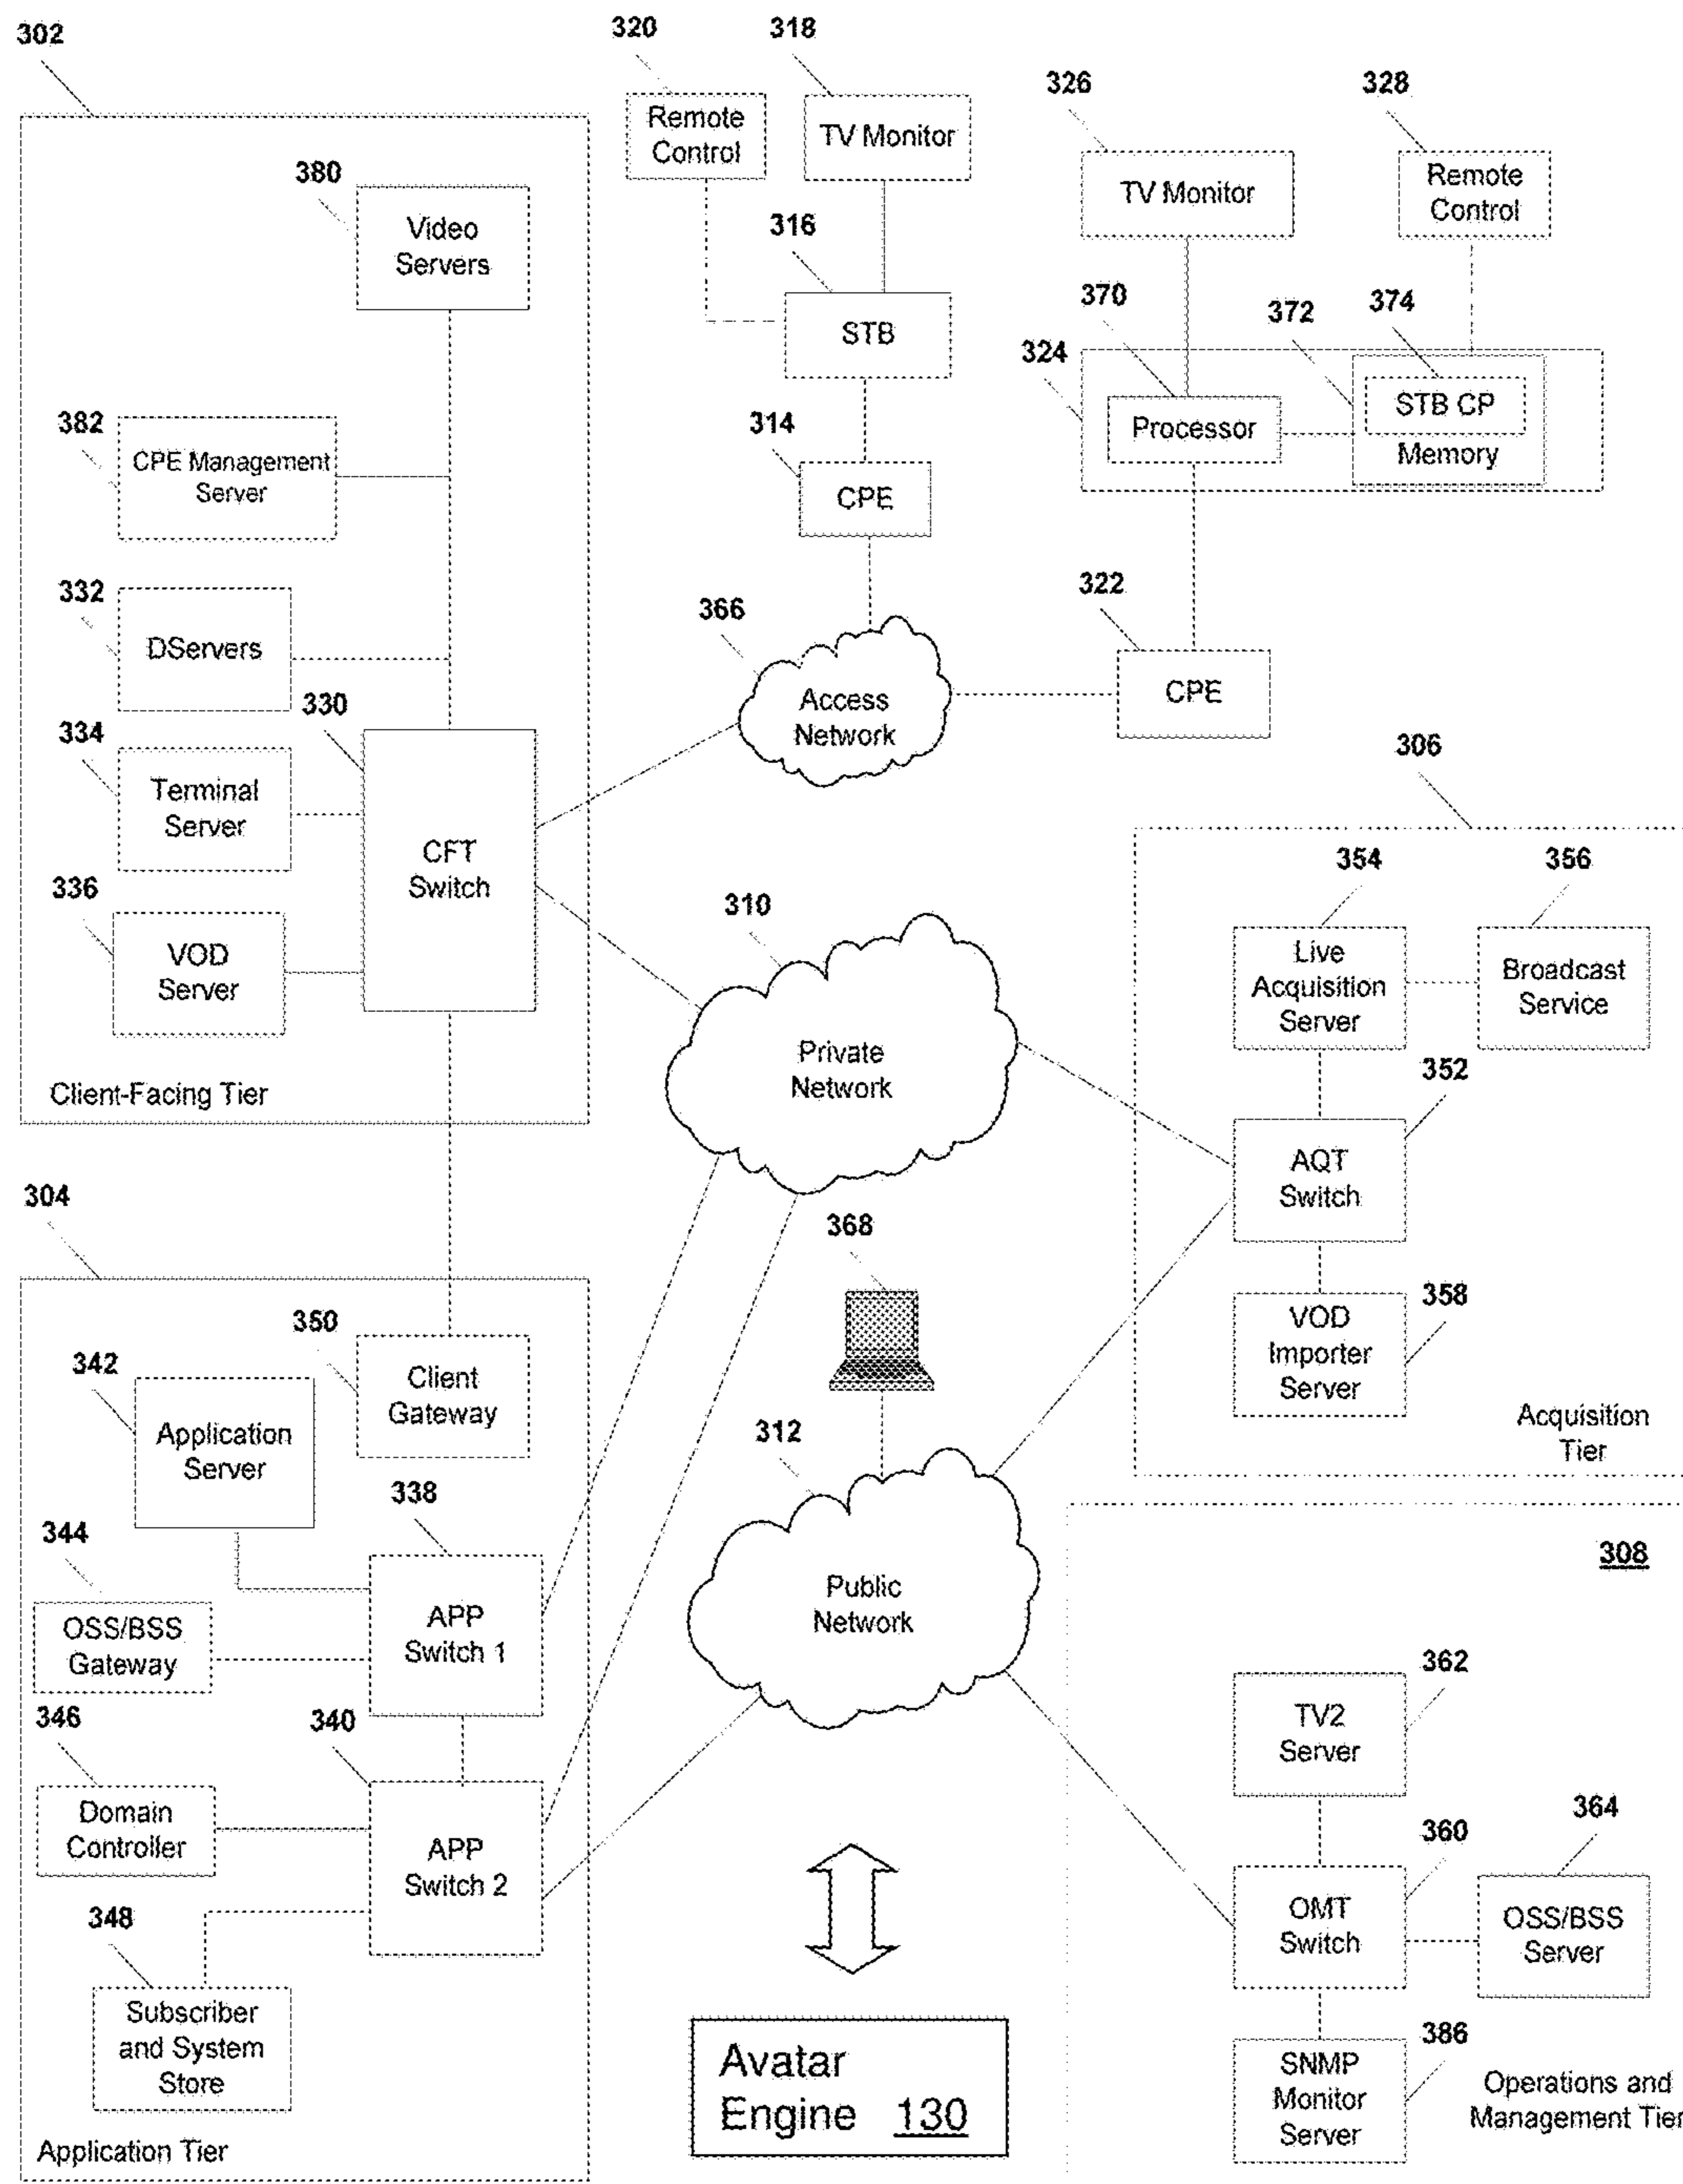 302
320
318
326
328
Remote
Control
TV Monitor
TV Monitor
Remote
Control
380
Video
Servers
316
STB
370
372
374
324
Processor
STB CP
Memory
382
CPE Management
Server
314
CPE
332
DServers
366
Access
Network
322
CPE
330
334
Terminal
Server
CFT
Switch
336
VOD
Server
Client-Facing Tier
306
354
356
Live
Acquisition
Server
Broadcast
Service
310
Private
Network
352
AQT
Switch
358
VOD
Importer
Server
Acquisition
Tier
304
350
Client
Gateway
342
Application
Server
368
312
Public
Network
338
APP
Switch 1
344
OSS/BSS
Gateway
346
Domain
Controller
340
APP
Switch 2
348
Subscriber
and System
Store
Application Tier
308
362
TV2
Server
360
OMT
Switch
364
OSS/BSS
Server
386
SNMP
Monitor
Server
Operations and
Management Tier
Avatar
Engine 130